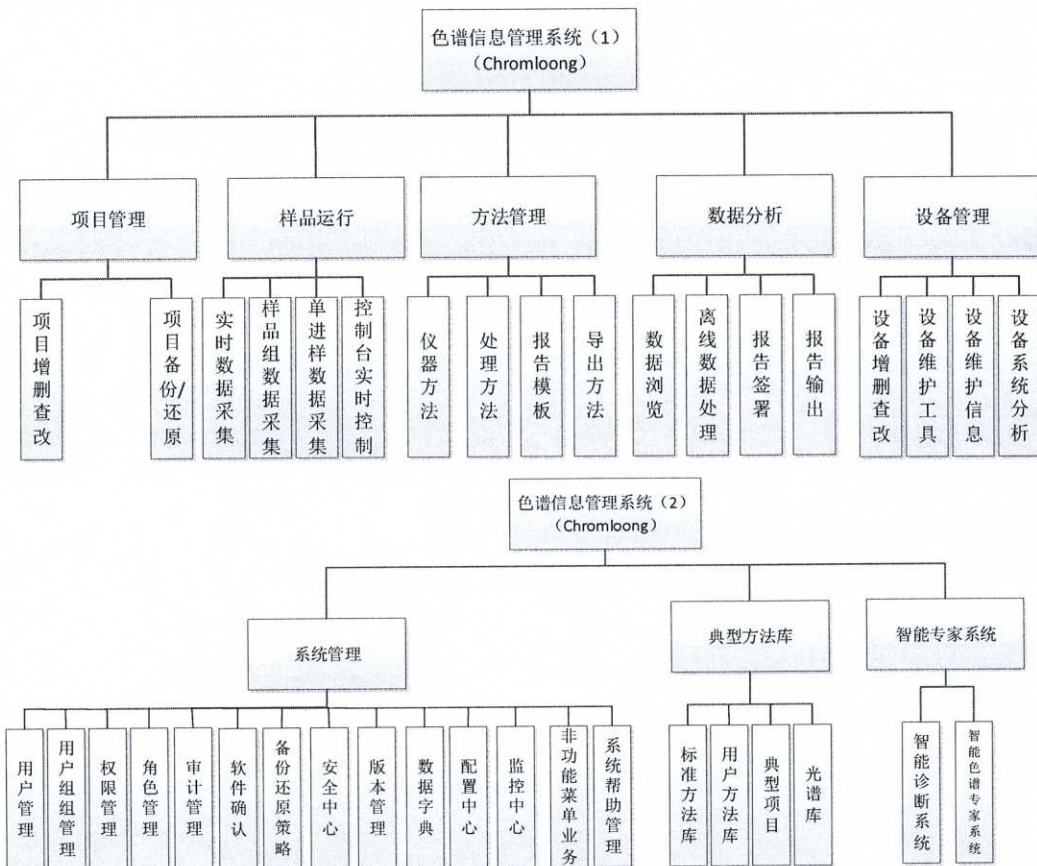 色谱信息管理系统（1）
（Chromloong）
项目管理
样品运行
方法管理
数据分析
设备管理
项目增删查改
项目备份/还原
实时数据采集
样品组数据采集
单进样数据采集
控制台实时控制
仪器方法
处理方法
报告模板
导出方法
数据浏览
离线数据处理
报告签署
报告输出
设备增删查改
设备维护工具
设备维护信息
设备系统分析
色谱信息管理系统（2）
（Chromloong）
系统管理
典型方法库
智能专家系统
用户管理
用户组组管理
权限管理
角色管理
审计管理
软件确认
备份还原策略
安全中心
版本管理
数据字典
配置中心
监控中心
非功能菜单业务
系统帮助管理
标准方法库
用户方法库
典型项目
光谱库
智能诊断系统
智能色谱专家系统